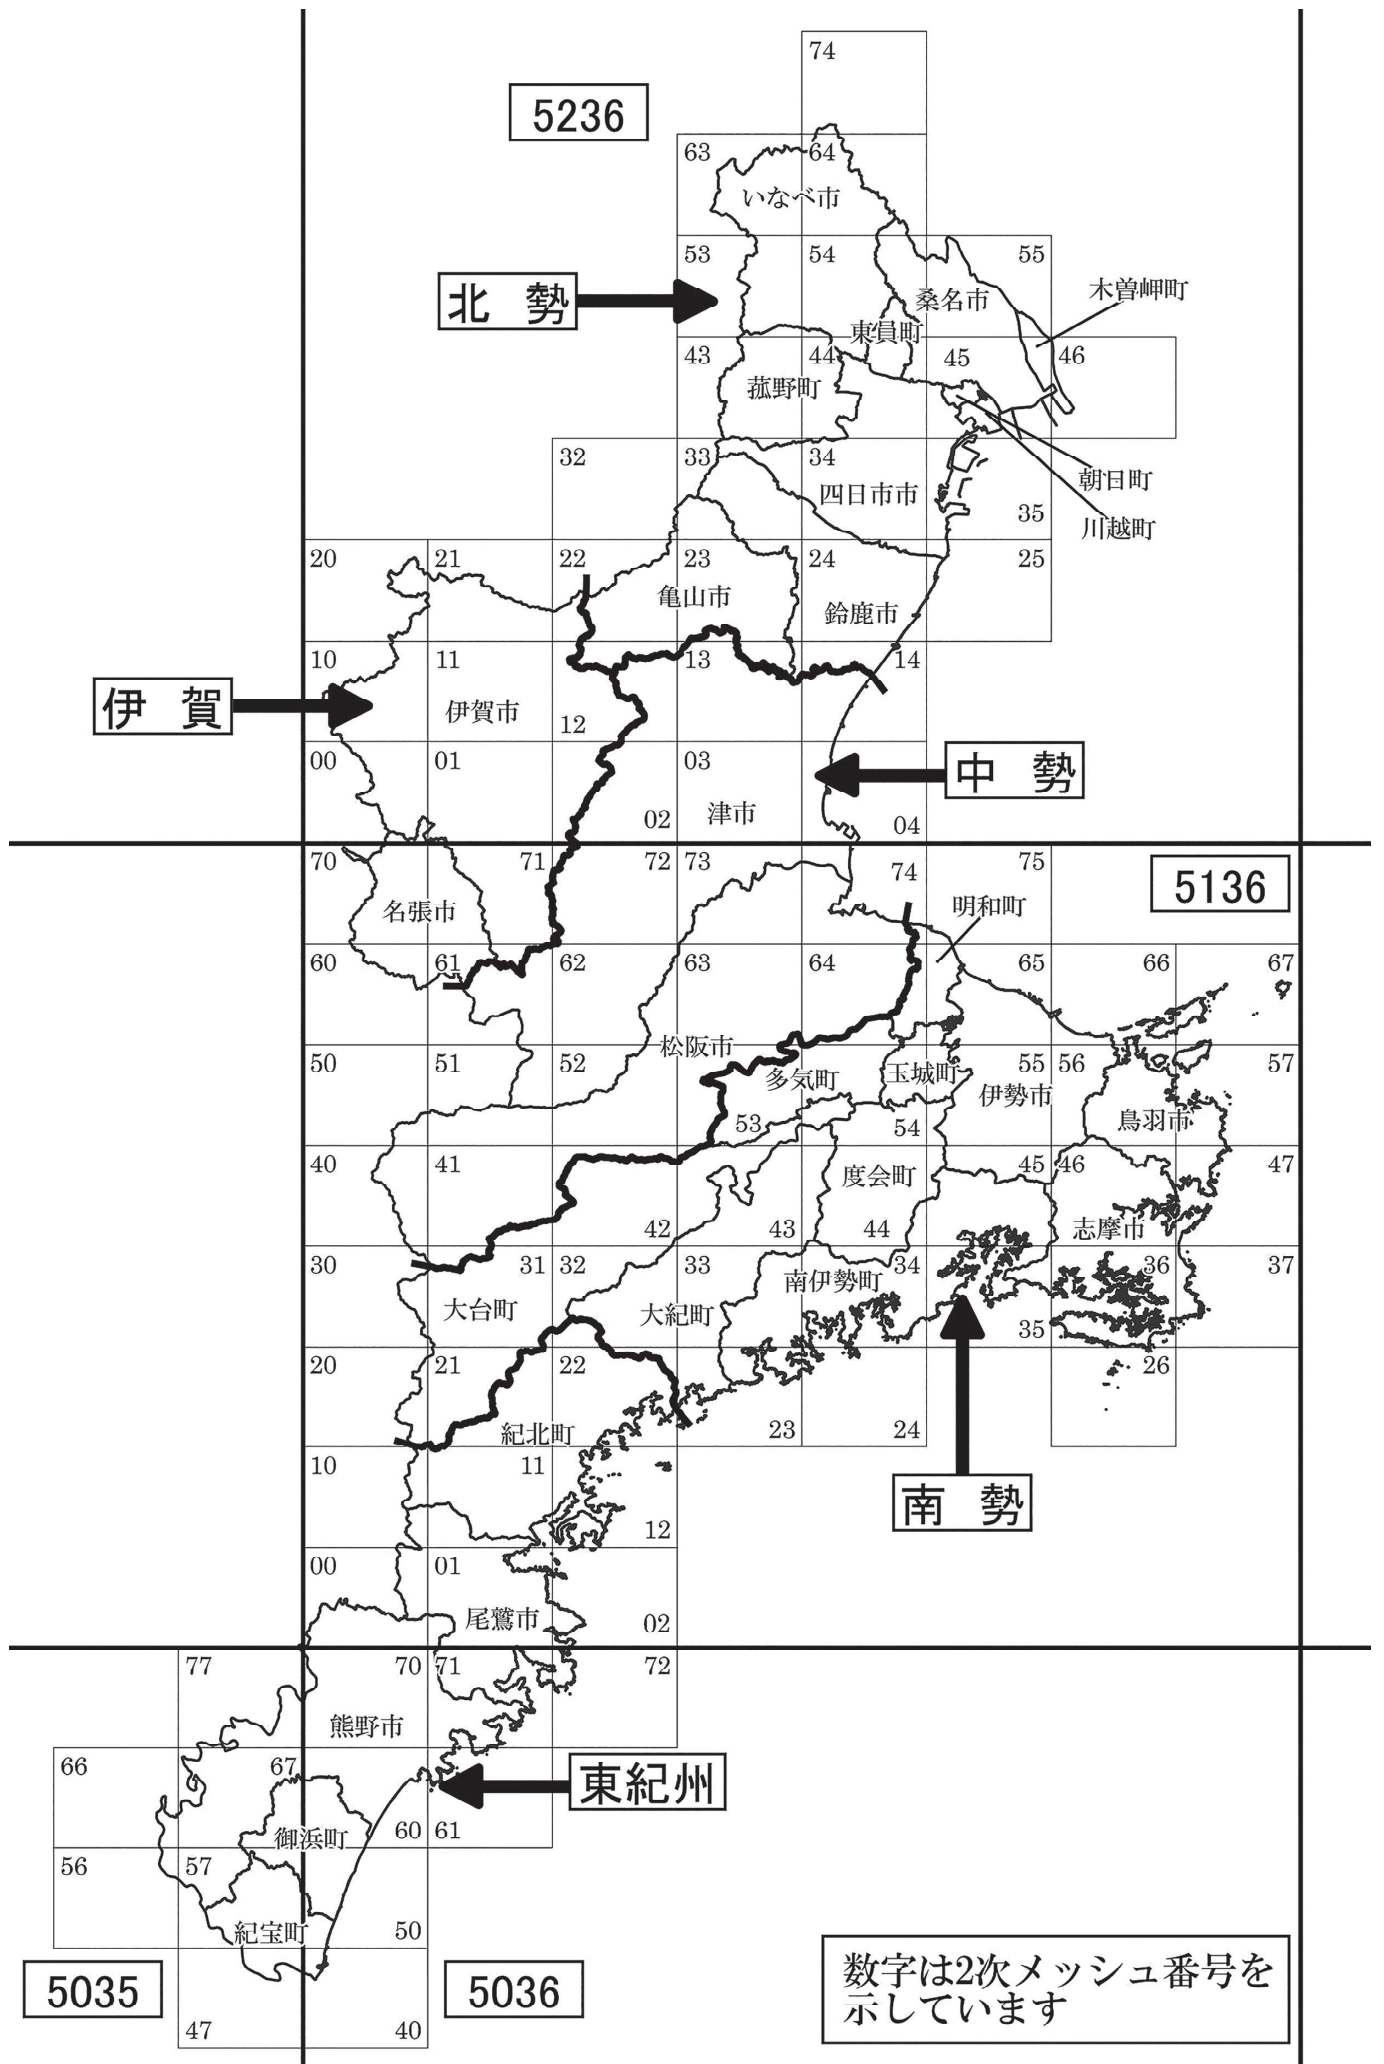 74
5236
63
64
いなべ市
53
54
55
北 勢
木曽岬町
桑名市
東員町
43
44
45
46
菰野町
32
33
34
朝日町
四日市市
35
川越町
20
21
22
23
24
25
亀山市
鈴鹿市
10
11
13
14
伊 賀
伊賀市
12
00
01
03
中 勢
02
津市
04
70
71
72
73
74
75
5136
名張市
明和町
60
61
62
63
64
65
66
67
松阪市
50
51
52
多気町
玉城町
55
56
57
伊勢市
53
54
鳥羽市
40
41
度会町
45
46
47
42
43
44
志摩市
30
31
32
33
南伊勢町
34
36
37
大台町
大紀町
35
20
21
22
26
紀北町
23
24
10
11
南 勢
12
00
01
尾鷲市
02
77
70
71
72
熊野市
66
67
東紀州
御浜町
60
61
56
57
紀宝町
50
5035
5036
数字は2次メッシュ番号を
示しています
47
40